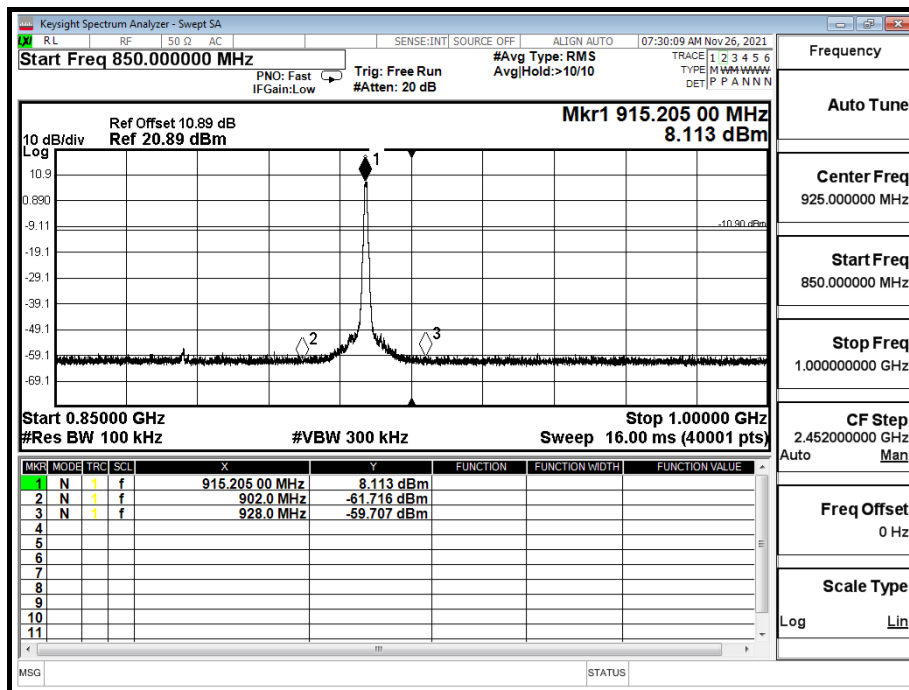 Keysight Spectrum Analyzer - Swept SA
LXI RL RF 50 Ω AC SENSE:INT SOURCE OFF ALIGN AUTO 07:30:09 AM Nov 26, 2021
Start Freq 850.000000 MHz
PNO: Fast
IFGain:Low
Trig: Free Run
#Atten: 20 dB
#Avg Type: RMS
Avg|Hold:>10/10
TRACE 1 2 3 4 5 6
TYPE M WM WWWW
DET P P A N N N
Ref Offset 10.89 dB
10 dB/div Ref 20.89 dBm
Log
Mkr1 915.205 00 MHz
8.113 dBm
10.9
0.890
-9.11
-19.1
-29.1
-39.1
-49.1
-59.1
-69.1
1
-10.90 dBm
2
3
Start 0.85000 GHz Stop 1.00000 GHz
#Res BW 100 kHz #VBW 300 kHz Sweep 16.00 ms (40001 pts)
MKR MODE TRC SCL X Y FUNCTION FUNCTION WIDTH FUNCTION VALUE
1 N 1 f 915.205 00 MHz 8.113 dBm
2 N 1 f 902.0 MHz -61.716 dBm
3 N 1 f 928.0 MHz -59.707 dBm
4
5
6
7
8
9
10
11
MSG STATUS
Frequency
Auto Tune
Center Freq
925.000000 MHz
Start Freq
850.000000 MHz
Stop Freq
1.000000000 GHz
CF Step
2.452000000 GHz
Auto Man
Freq Offset
0 Hz
Scale Type
Log Lin